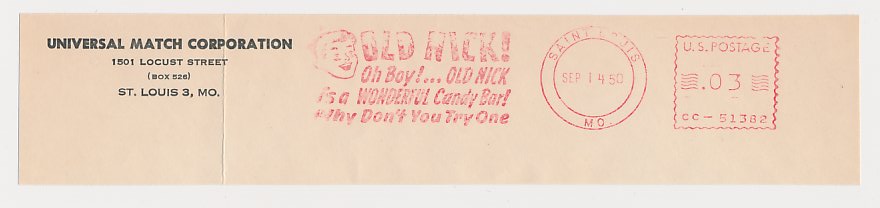 UNIVERSAL MATCH CORPORATION
1501 LOCUST STREET
(BOX 526)
ST. LOUIS 3, MO.
OLD NICK!
Oh Boy!... OLD NICK
is a WONDERFUL Candy Bar!
Why Don't You Try One
SAINT LOUIS
SEP 14 50
MO.
U.S. POSTAGE
.03
CC-51382